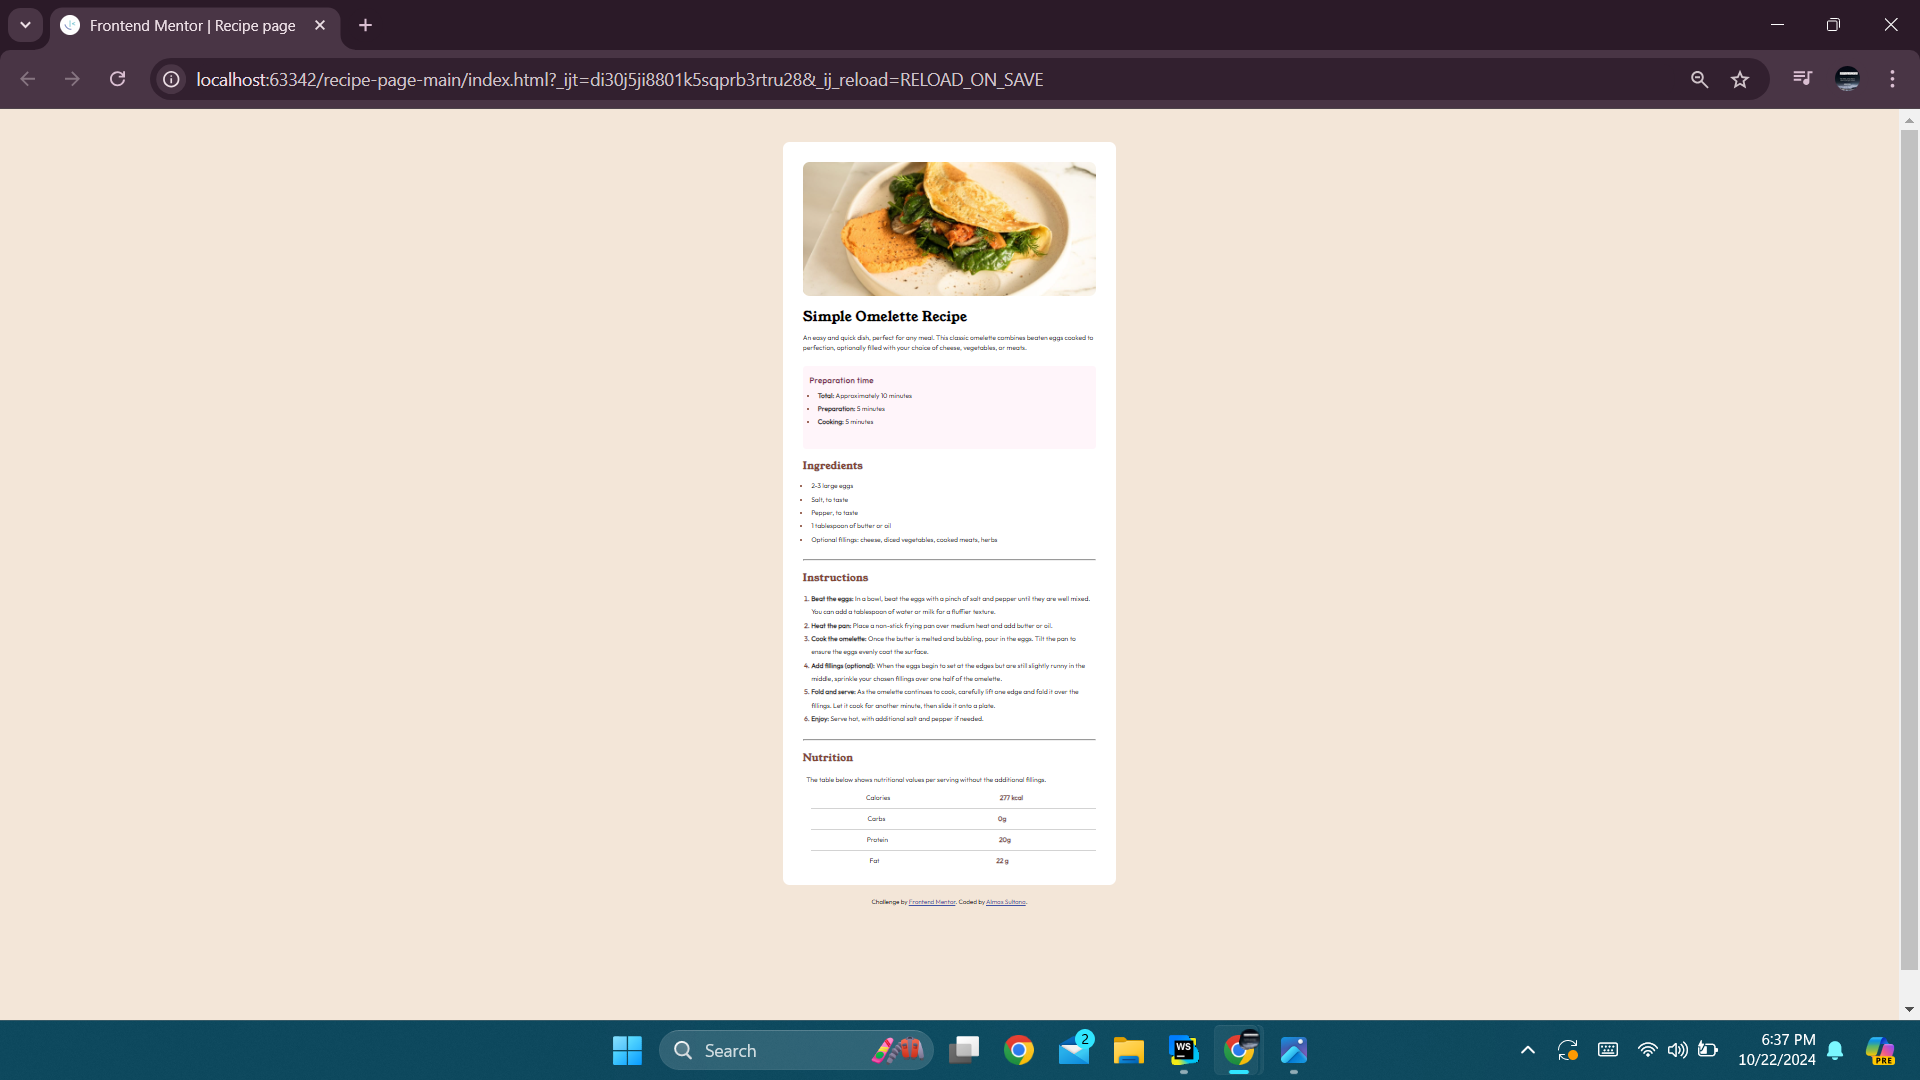 Frontend Mentor | Recipe page
localhost:63342/recipe-page-main/index.html?_ijt=di30j5ji8801k5sqprb3rtru28&_ij_reload=RELOAD_ON_SAVE
Simple Omelette Recipe
An easy and quick dish, perfect for any meal. This classic omelette combines beaten eggs cooked to
perfection, optionally filled with your choice of cheese, vegetables, or meats.
Preparation time
• Total: Approximately 10 minutes
• Preparation: 5 minutes
• Cooking: 5 minutes
Ingredients
• 2-3 large eggs
• Salt, to taste
• Pepper, to taste
• 1 tablespoon of butter or oil
• Optional fillings: cheese, diced vegetables, cooked meats, herbs
Instructions
1. Beat the eggs: In a bowl, beat the eggs with a pinch of salt and pepper until they are well mixed.
You can add a tablespoon of water or milk for a fluffier texture.
2. Heat the pan: Place a non-stick frying pan over medium heat and add butter or oil.
3. Cook the omelette: Once the butter is melted and bubbling, pour in the eggs. Tilt the pan to
ensure the eggs evenly coat the surface.
4. Add fillings (optional): When the eggs begin to set at the edges but are still slightly runny in the
middle, sprinkle your chosen fillings over one half of the omelette.
5. Fold and serve: As the omelette continues to cook, carefully lift one edge and fold it over the
fillings. Let it cook for another minute, then slide it onto a plate.
6. Enjoy: Serve hot, with additional salt and pepper if needed.
Nutrition
The table below shows nutritional values per serving without the additional fillings.
Calories 277 kcal
Carbs 0g
Protein 20g
Fat 22 g
Challenge by Frontend Mentor. Coded by Almas Sultana.
Search
2
WS
6:37 PM
10/22/2024
PRE